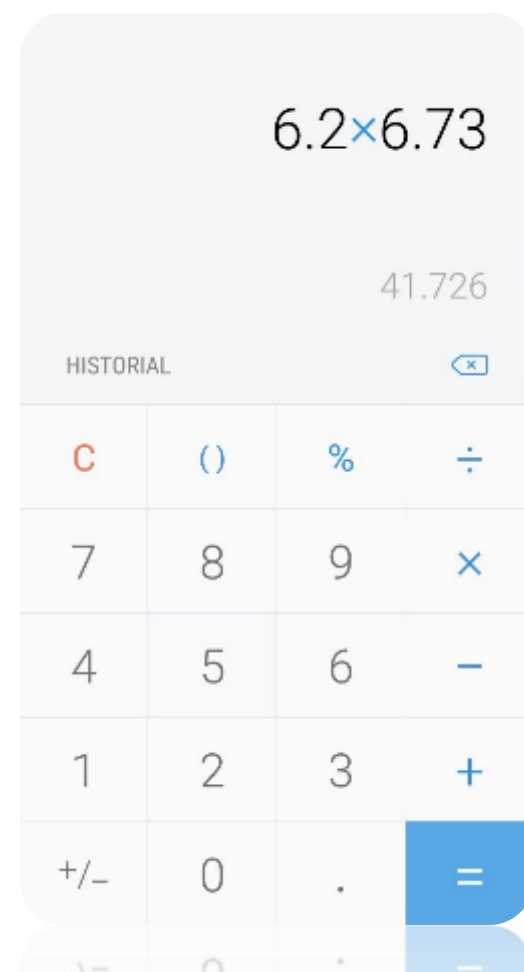 6.2×6.73
41.726
HISTORIAL
C () % ÷
7 8 9 ×
4 5 6 −
1 2 3 +
+/− 0 . =